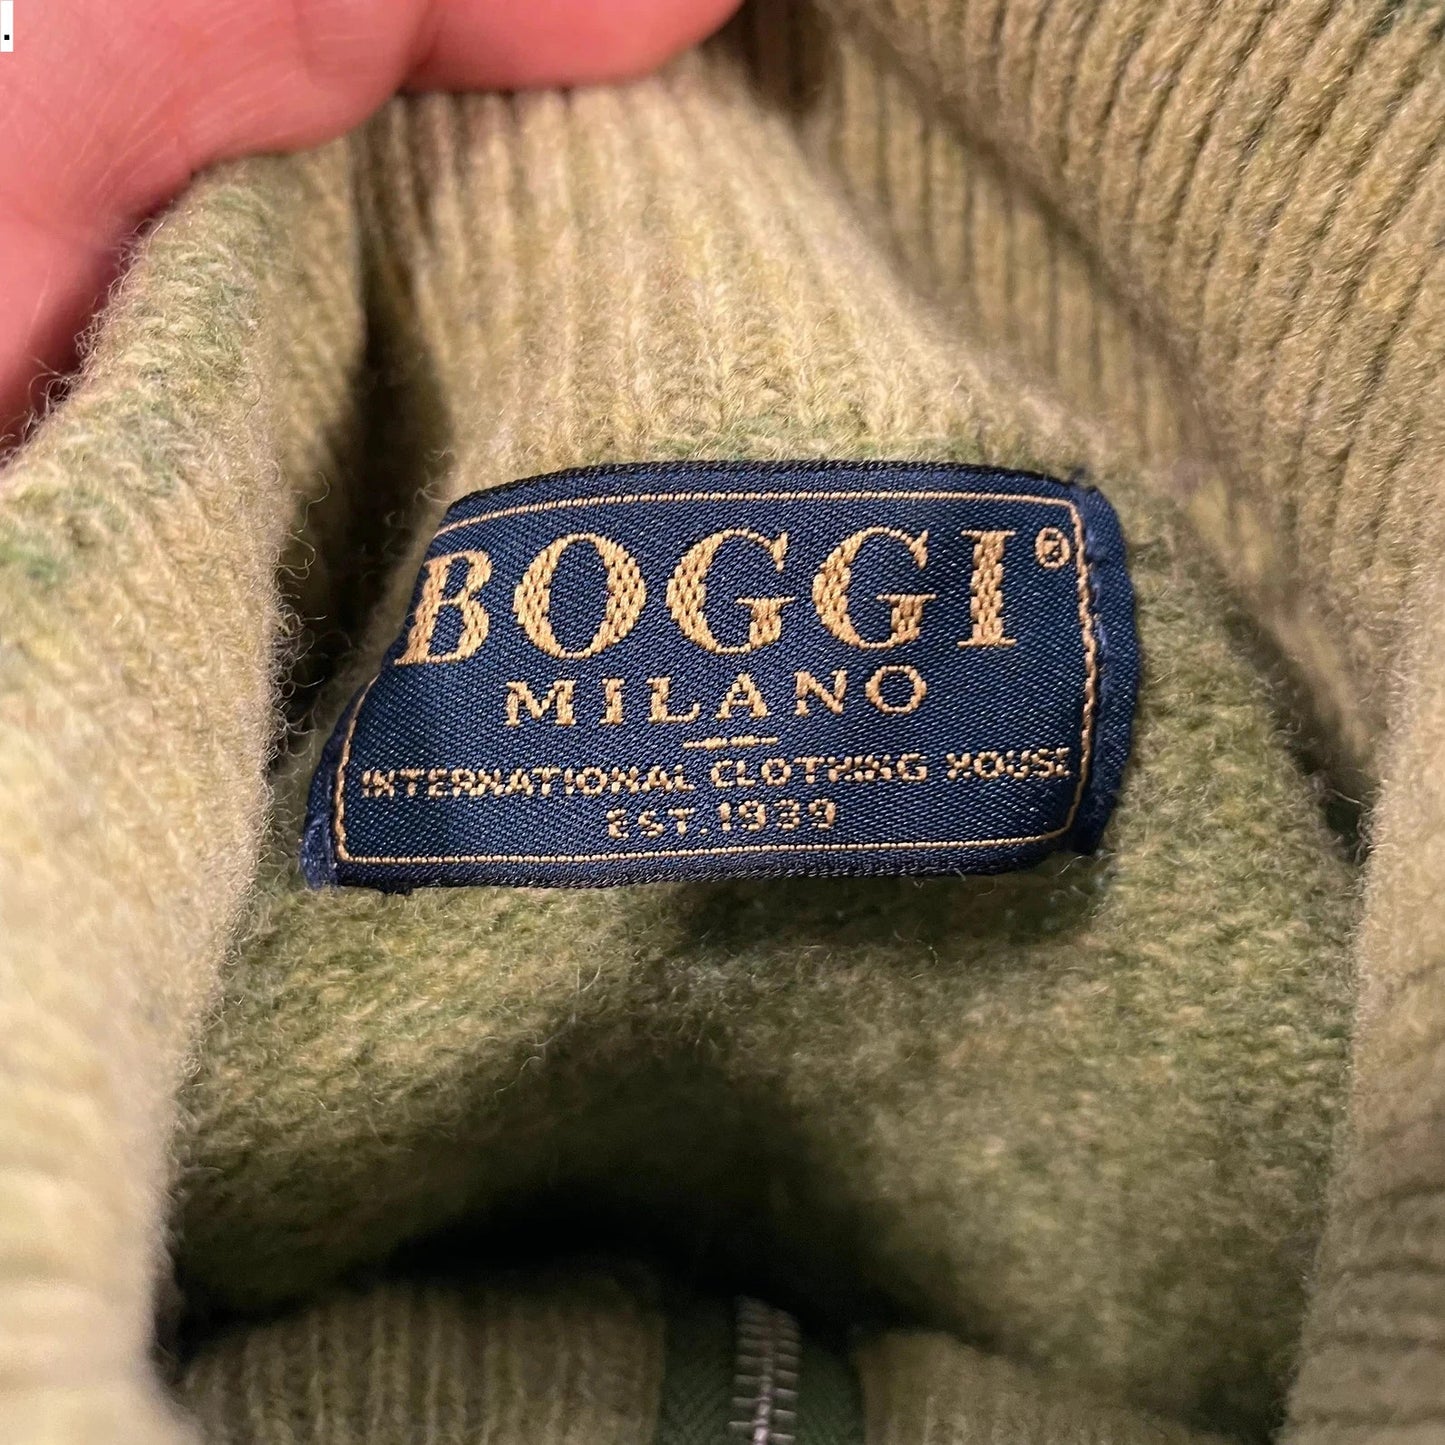 .
BOGGI®
MILANO
INTERNATIONAL CLOTHING HOUSE
EST. 1939